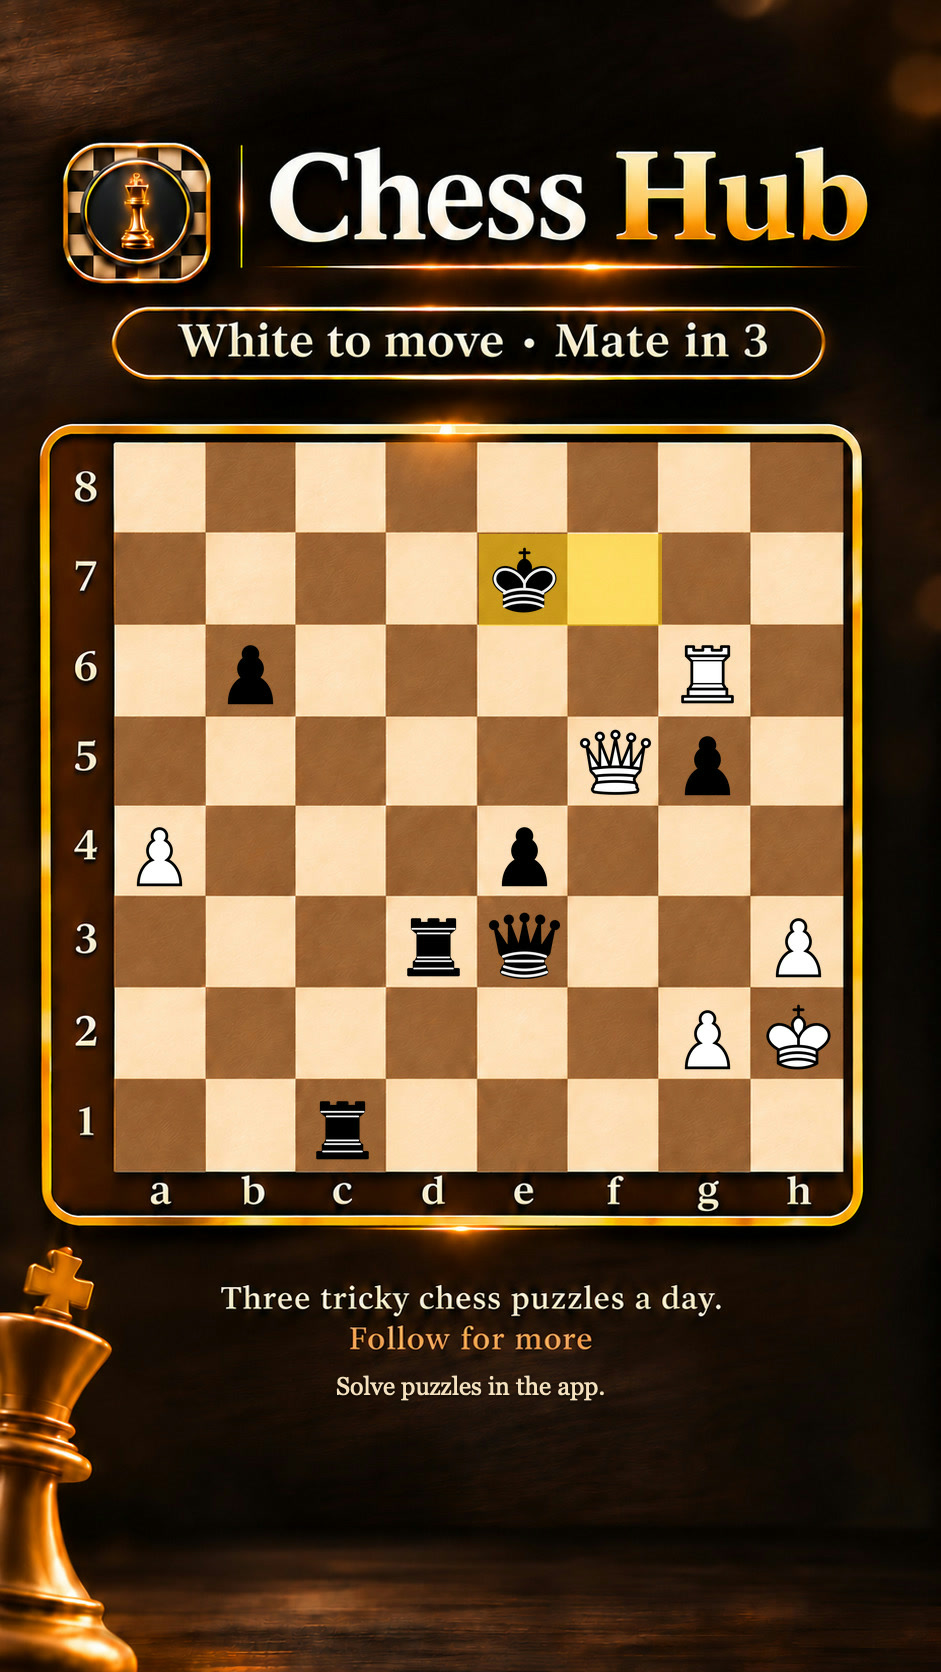 Chess Hub
White to move • Mate in 3
8
7
6
5
4
3
2
1
a b c d e f g h
Three tricky chess puzzles a day.
Follow for more
Solve puzzles in the app.